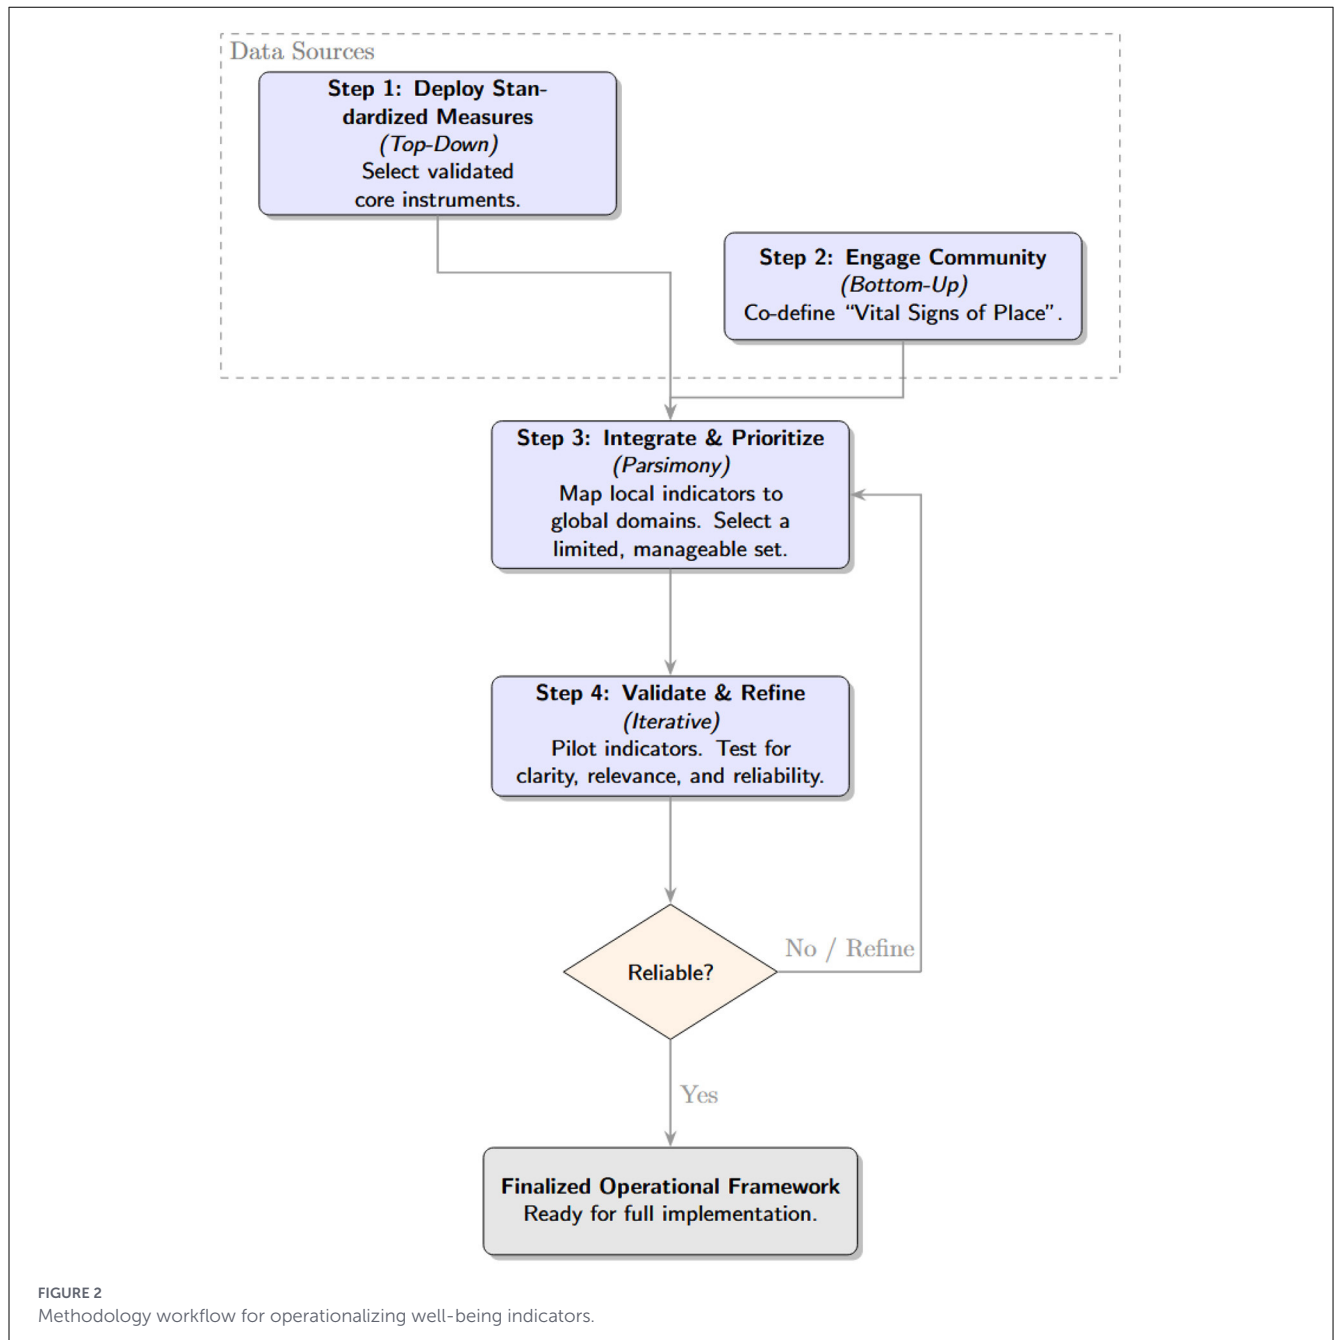 Data Sources
Step 1: Deploy Stan-
dardized Measures
(Top-Down)
Select validated
core instruments.
Step 2: Engage Community
(Bottom-Up)
Co-define “Vital Signs of Place”.
Step 3: Integrate & Prioritize
(Parsimony)
Map local indicators to
global domains. Select a
limited, manageable set.
Step 4: Validate & Refine
(Iterative)
Pilot indicators. Test for
clarity, relevance, and reliability.
Reliable?
No / Refine
Yes
Finalized Operational Framework
Ready for full implementation.
FIGURE 2
Methodology workflow for operationalizing well-being indicators.